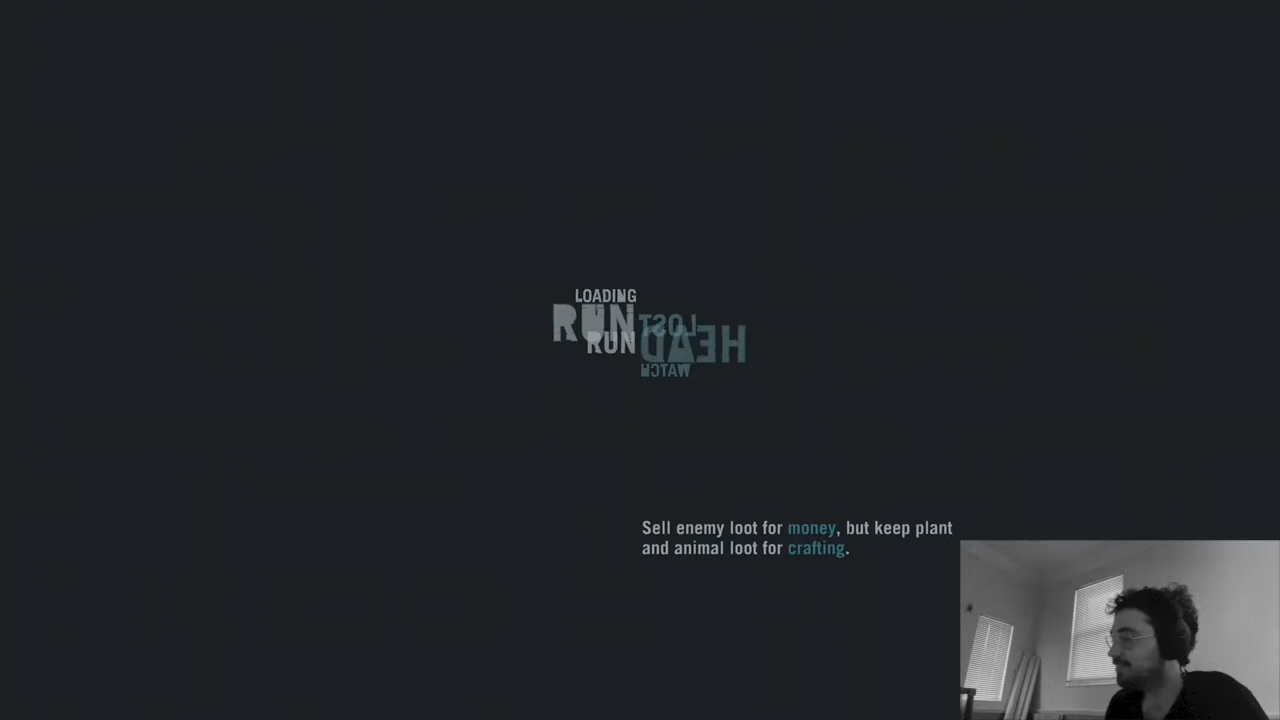 LOADING
RUN
RUN
LOST
HEAD
WATCH
Sell enemy loot for money, but keep plant
and animal loot for crafting.